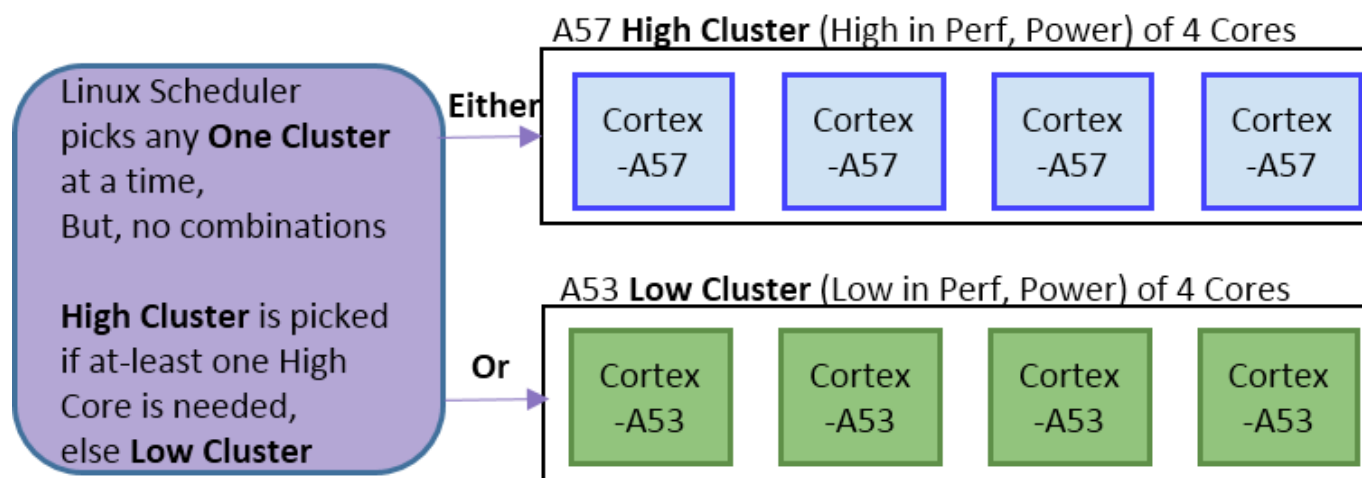 A57 High Cluster (High in Perf, Power) of 4 Cores
Linux Scheduler
picks any One Cluster
at a time,
But, no combinations
High Cluster is picked
if at-least one High
Core is needed,
else Low Cluster
Either
Cortex
-A57
Cortex
-A57
Cortex
-A57
Cortex
-A57
Or
A53 Low Cluster (Low in Perf, Power) of 4 Cores
Cortex
-A53
Cortex
-A53
Cortex
-A53
Cortex
-A53